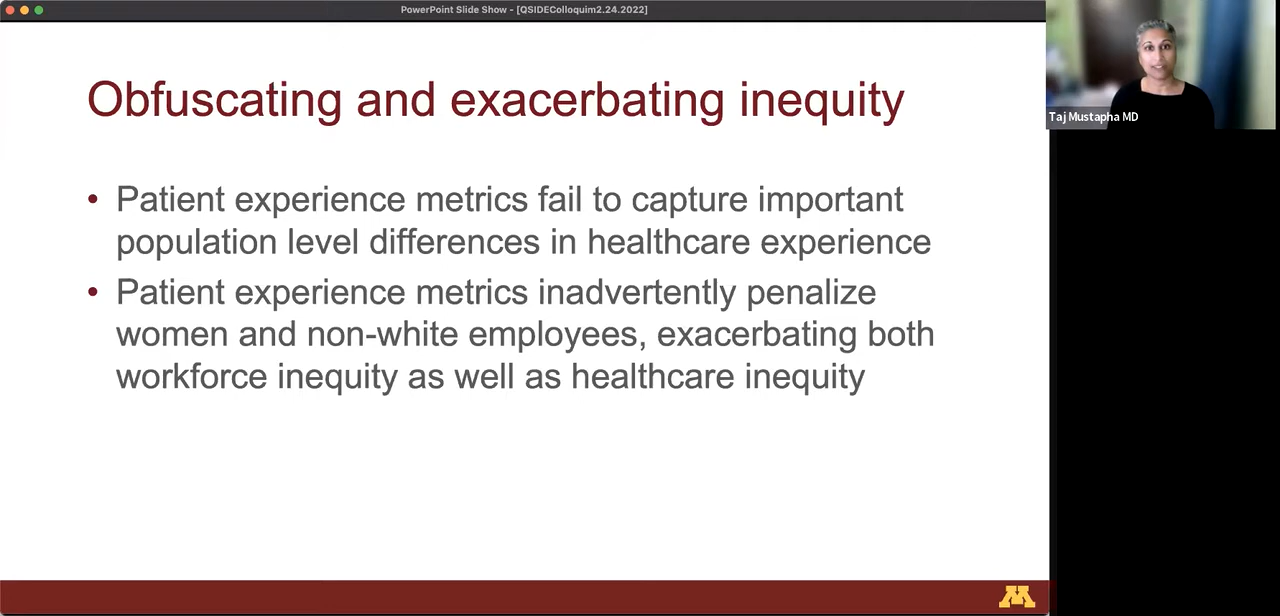 PowerPoint Slide Show - [QSIDEColloquim2.24.2022]
Obfuscating and exacerbating inequity
• Patient experience metrics fail to capture important
population level differences in healthcare experience
• Patient experience metrics inadvertently penalize
women and non-white employees, exacerbating both
workforce inequity as well as healthcare inequity
Taj Mustapha MD
M